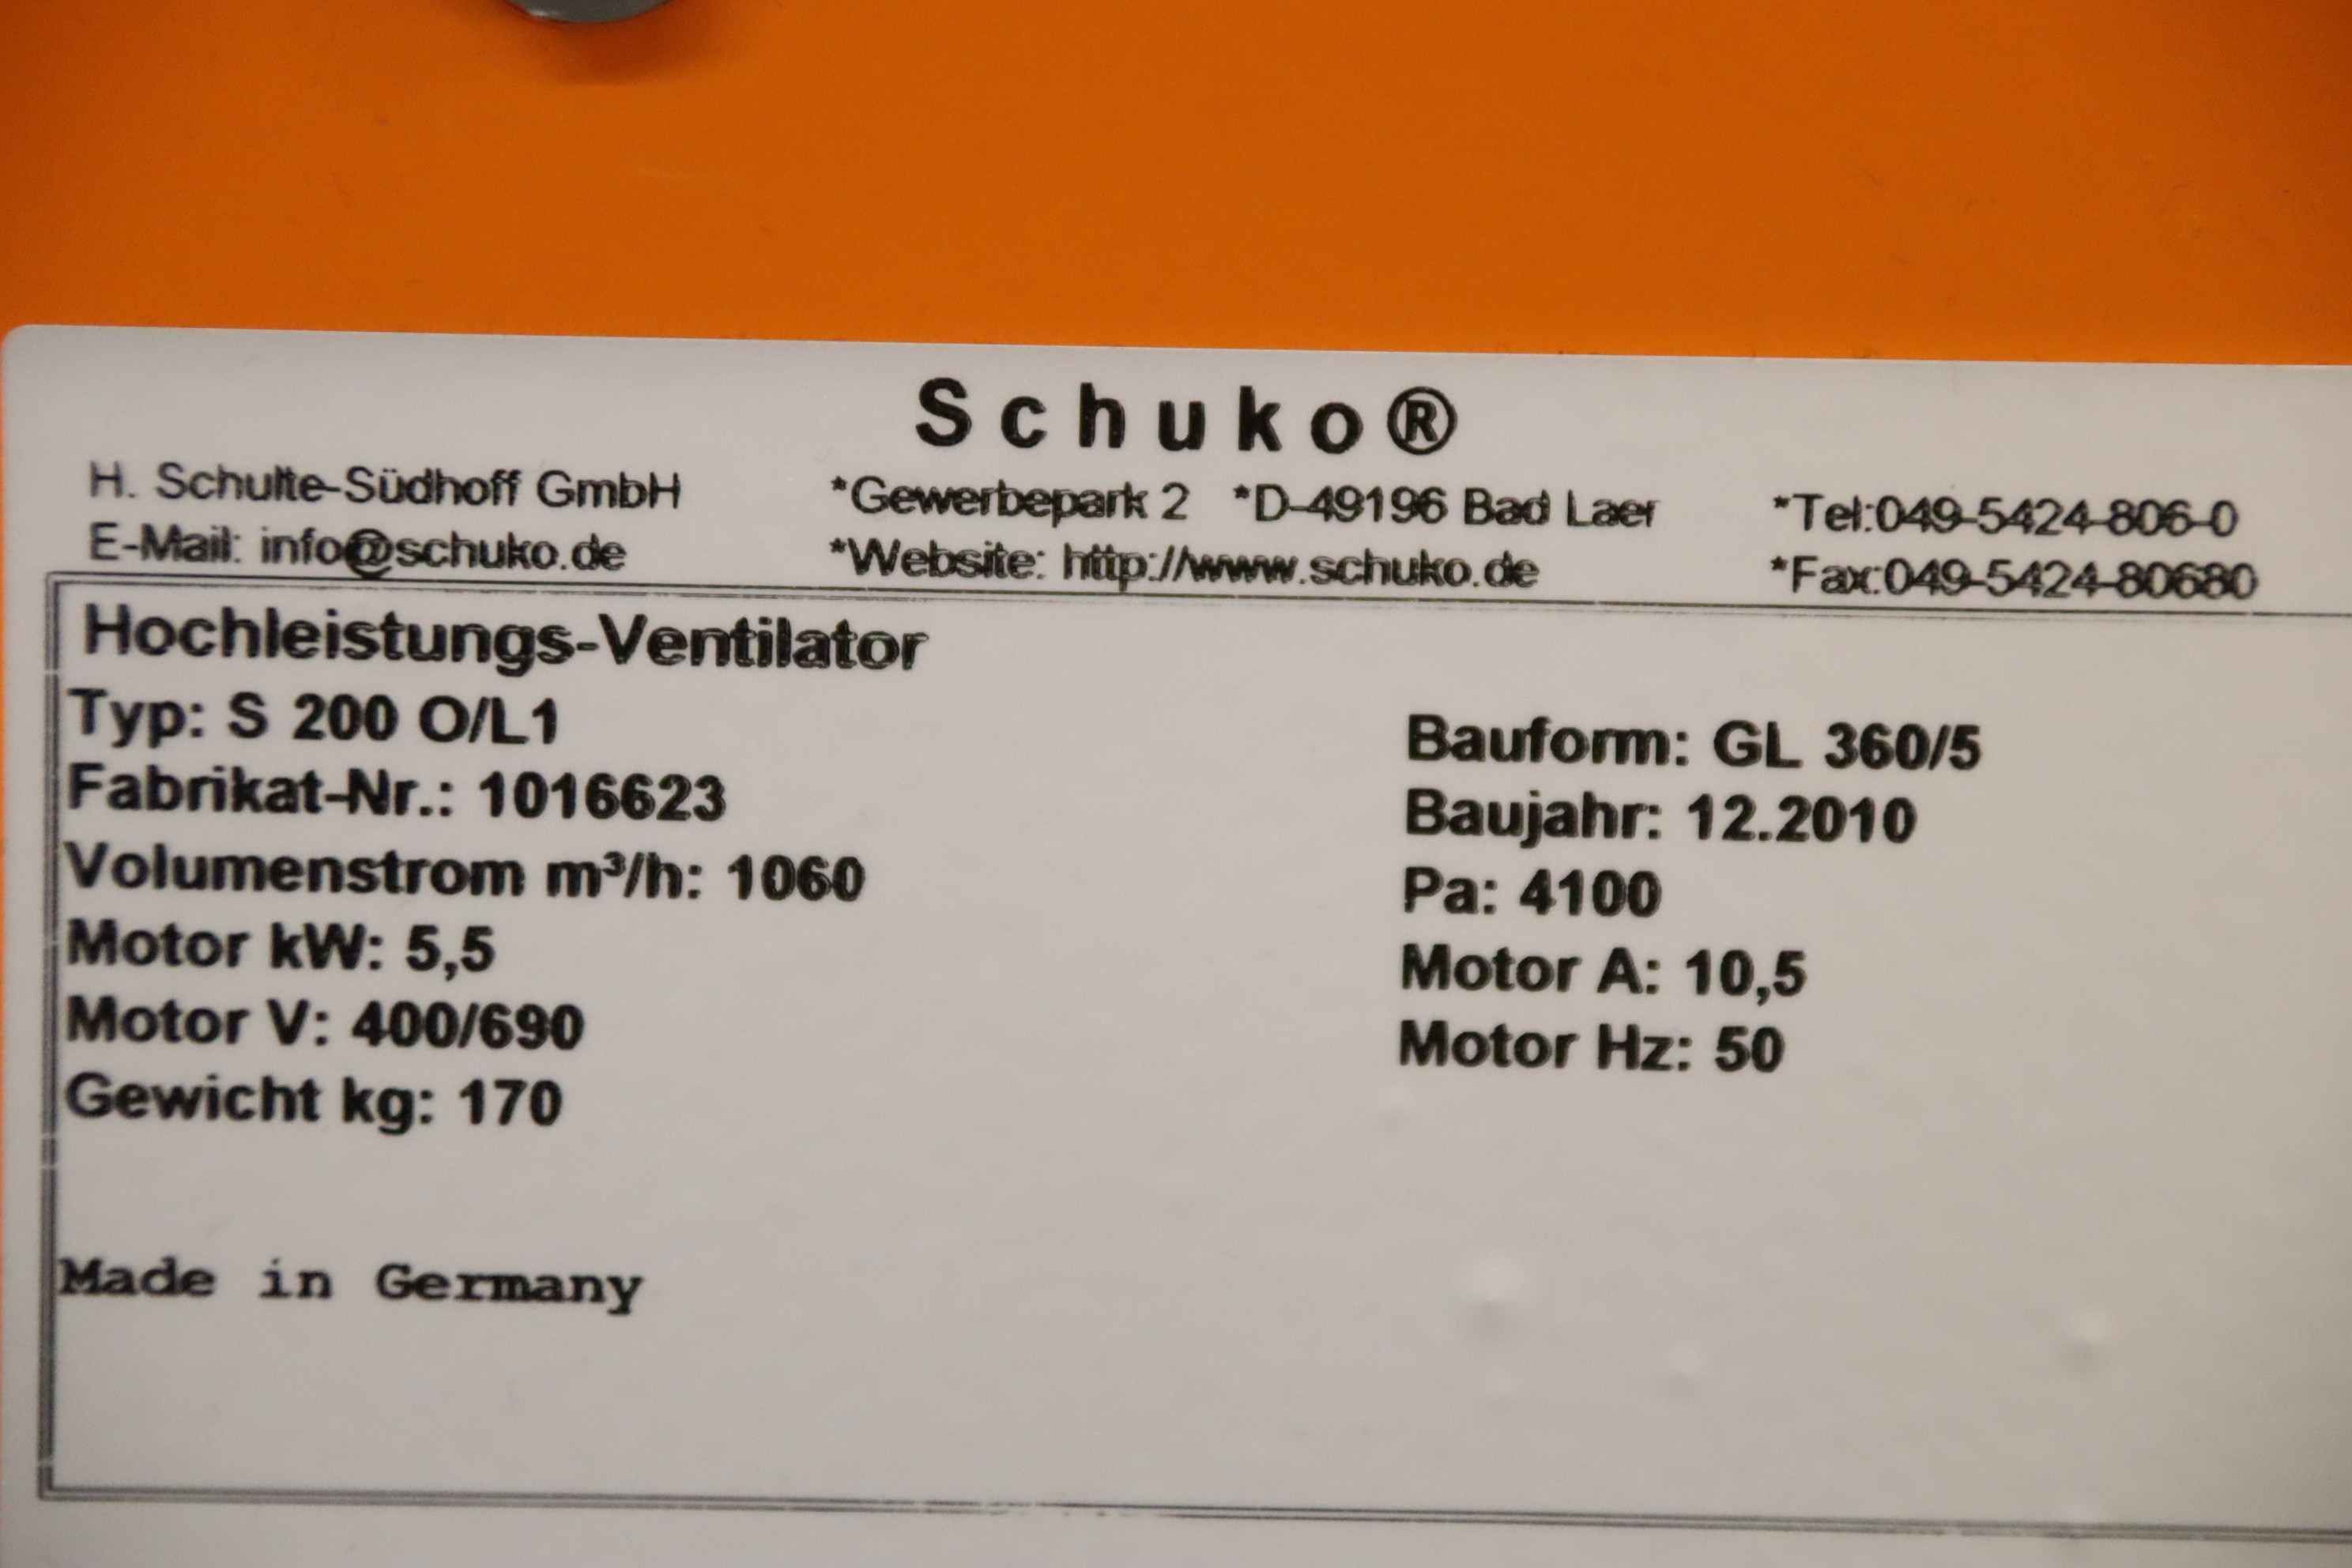 Schuko®
H. Schulte-Südhoff GmbH *Gewerbepark 2 *D-49196 Bad Laer *Tel:049-5424-806-0
E-Mail: info@schuko.de *Website: http://www.schuko.de *Fax:049-5424-80680
Hochleistungs-Ventilator
Typ: S 200 O/L1 Bauform: GL 360/5
Fabrikat-Nr.: 1016623 Baujahr: 12.2010
Volumenstrom m³/h: 1060 Pa: 4100
Motor kW: 5,5 Motor A: 10,5
Motor V: 400/690 Motor Hz: 50
Gewicht kg: 170
Made in Germany